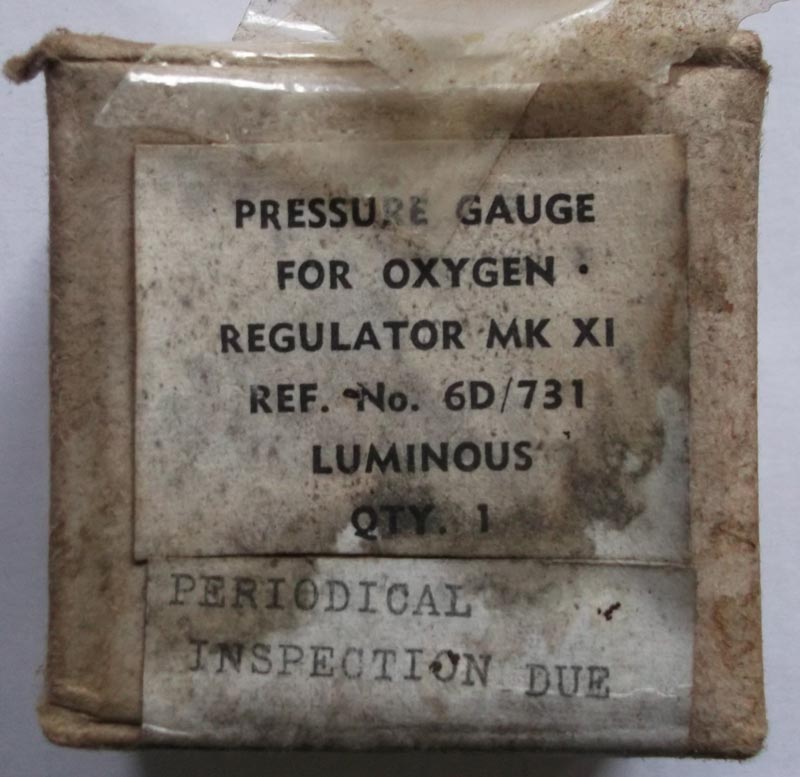 PRESSURE GAUGE
FOR OXYGEN
REGULATOR MK XI
REF. No. 6D/731
LUMINOUS
QTY. 1
PERIODICAL
INSPECTION DUE